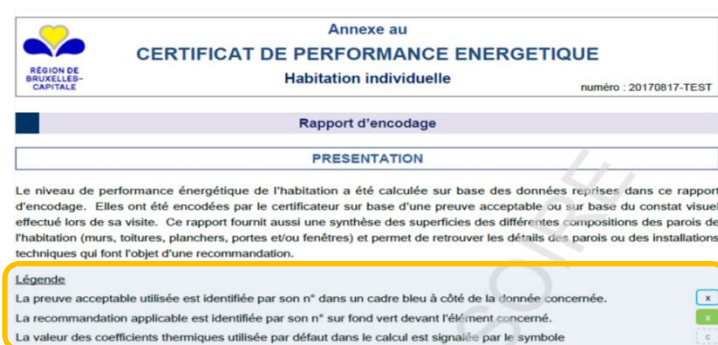 Annexe au
CERTIFICAT DE PERFORMANCE ENERGETIQUE
Habitation individuelle
RÉGION DE
BRUXELLES-
CAPITALE
numéro : 20170817-TEST
Rapport d'encodage
PRESENTATION
Le niveau de performance énergétique de l'habitation a été calculée sur base des données reprises dans ce rapport
d'encodage. Elles ont été encodées par le certificateur sur base d'une preuve acceptable ou sur base du constat visuel
effectué lors de sa visite. Ce rapport fournit aussi une synthèse des superficies des différentes compositions des parois de
l'habitation (murs, toitures, planchers, portes et/ou fenêtres) et permet de retrouver les détails des parois ou des installations
techniques qui font l'objet d'une recommandation.
Légende
La preuve acceptable utilisée est identifiée par son n° dans un cadre bleu à côté de la donnée concernée. x
La recommandation applicable est identifiée par son n° sur fond vert devant l'élément concerné. x
La valeur des coefficients thermiques utilisée par défaut dans le calcul est signalée par le symbole c
SOIRE